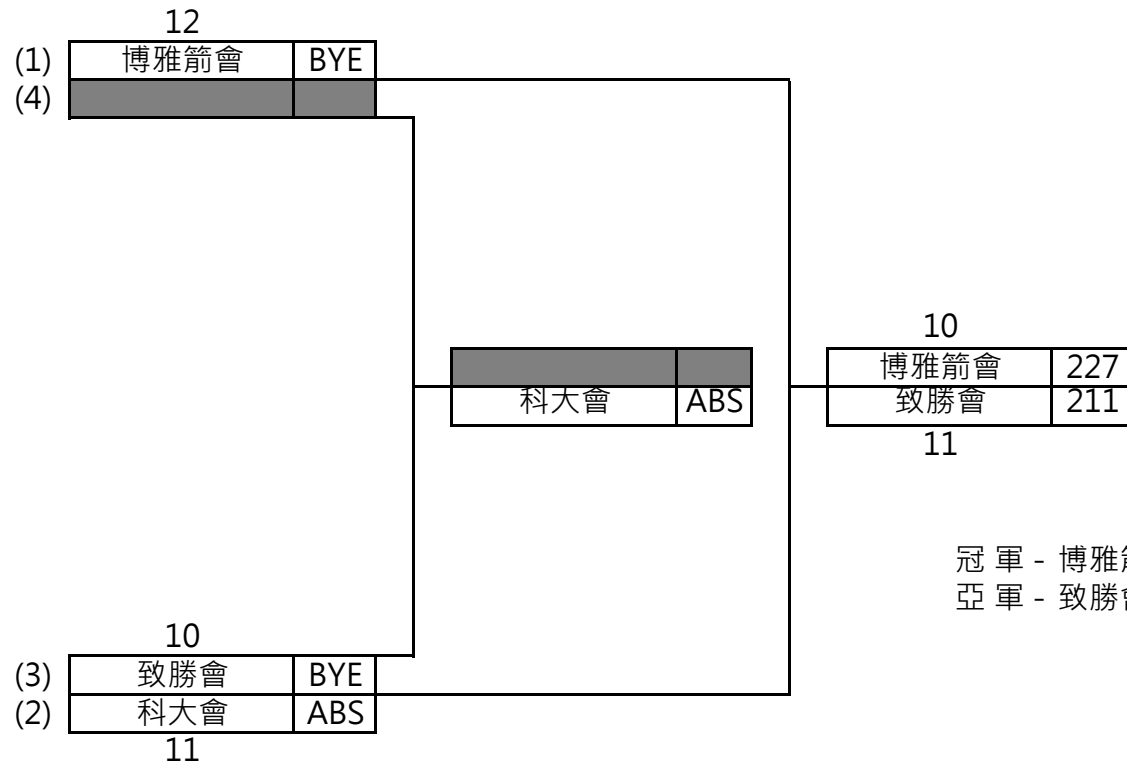 12
(1) 博雅箭會 BYE
(4)
10
博雅箭會 227
科大會 ABS
致勝會 211
11
冠 軍 - 博雅
亞 軍 - 致勝
10
(3) 致勝會 BYE
(2) 科大會 ABS
11